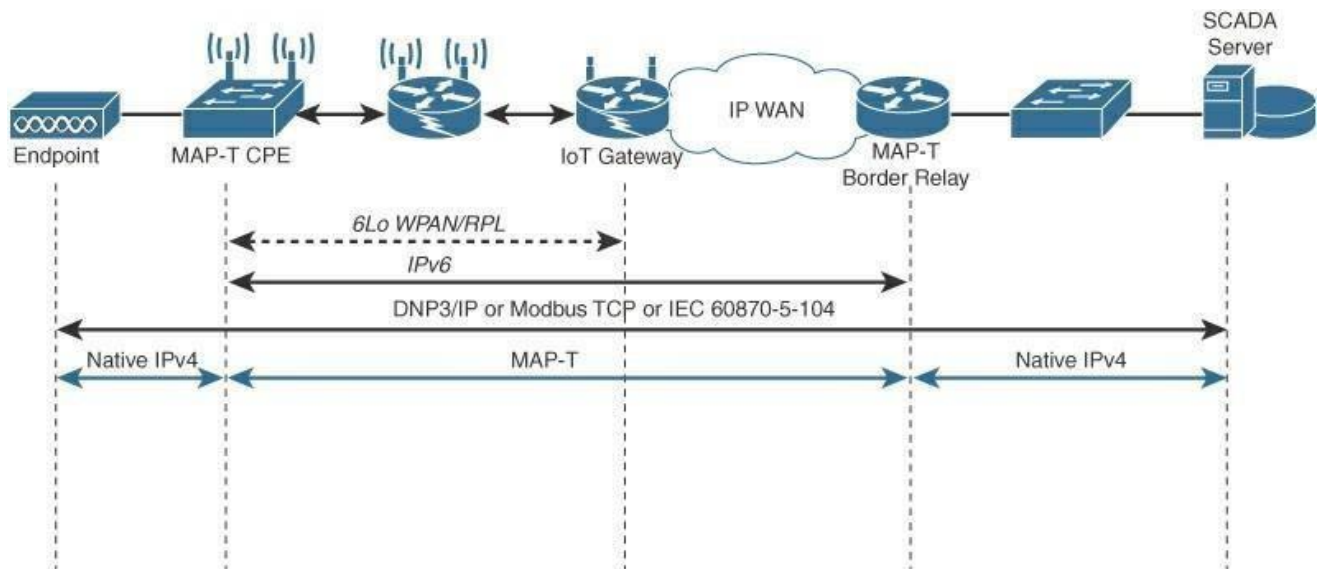 SCADA
Server
IP WAN
Endpoint
MAP-T CPE
IoT Gateway
MAP-T
Border Relay
6Lo WPAN/RPL
IPv6
DNP3/IP or Modbus TCP or IEC 60870-5-104
Native IPv4
MAP-T
Native IPv4